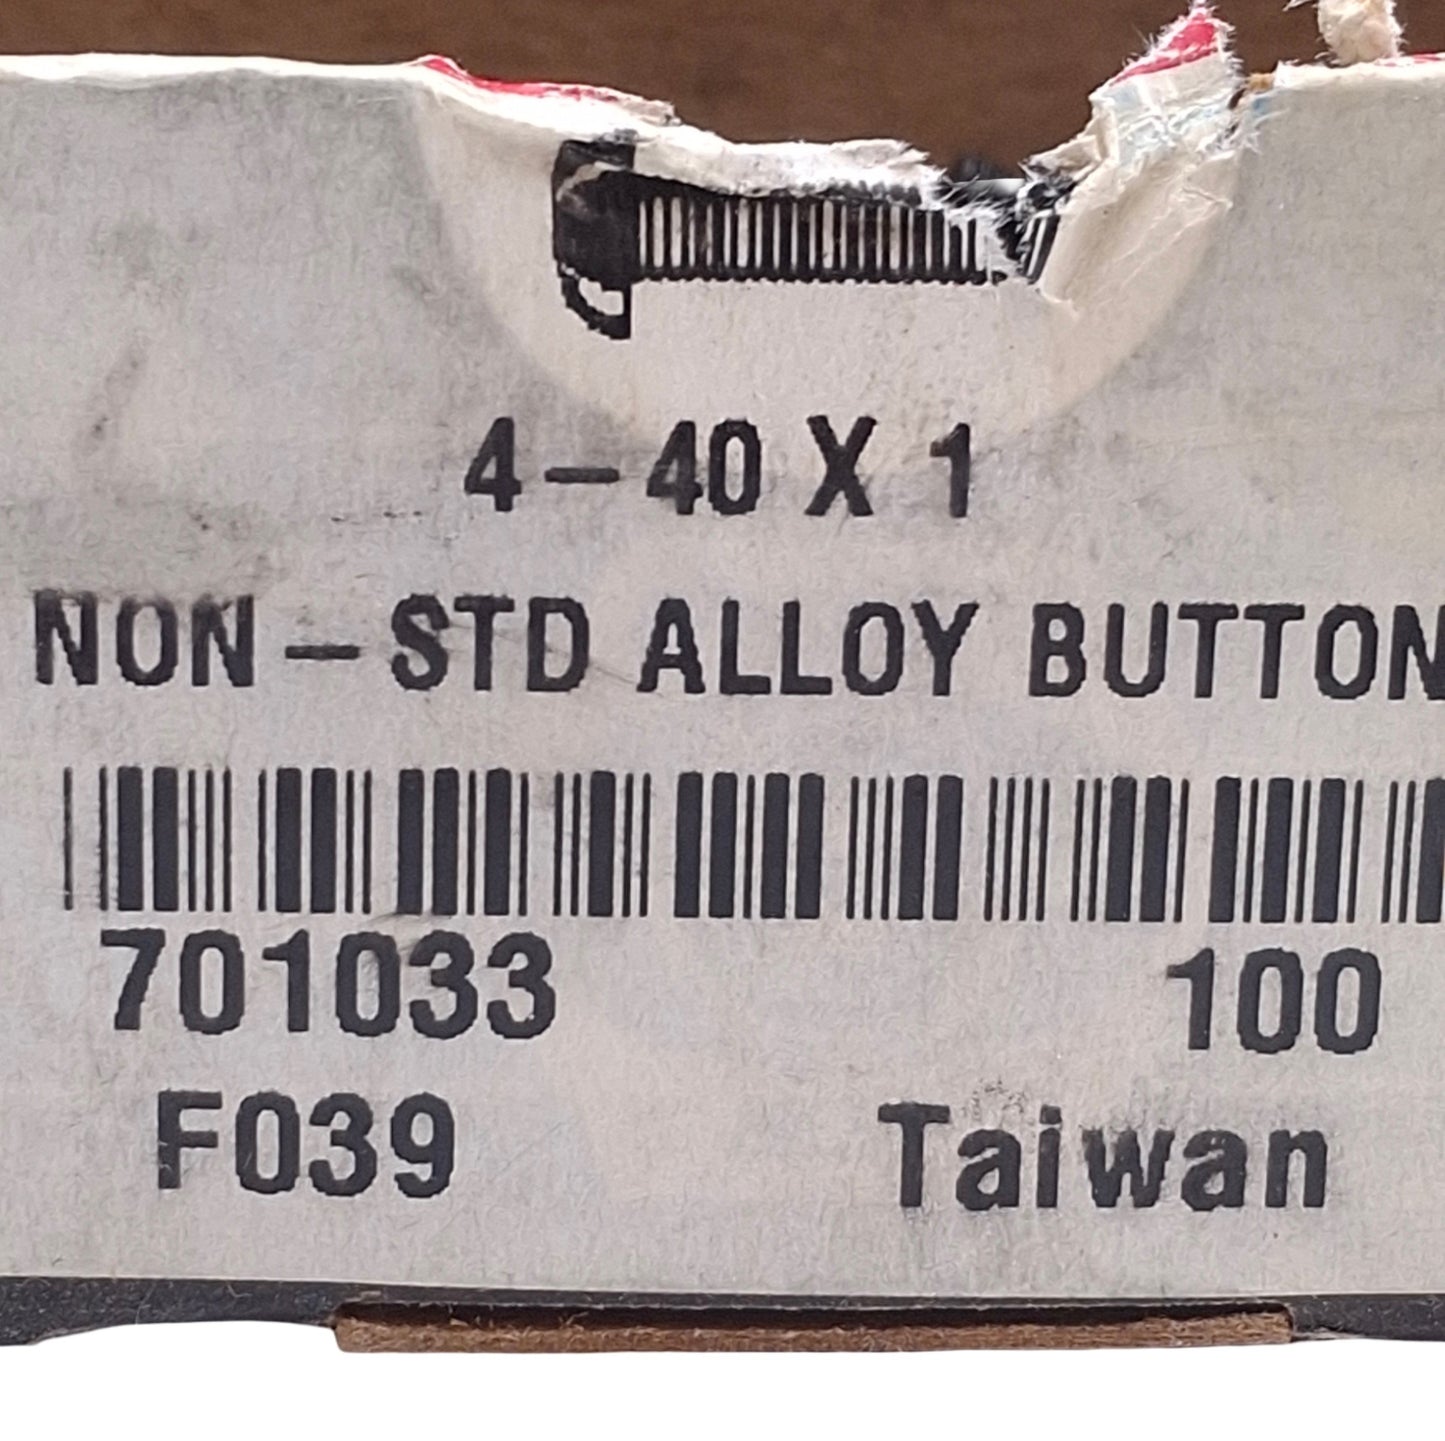 4-40 X 1
NON-STD ALLOY BUTTON
701033 100
F039 Taiwan